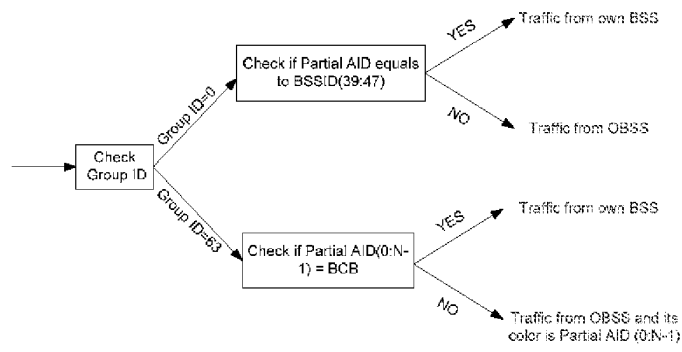 Check
Group ID
Group ID=0
Check if Partial AID equals
to BSSID(39:47)
YES
Traffic from own BSS
NO
Traffic from OBSS
Group ID=63
Check if Partial AID(0:N-
1) = BCB
YES
Traffic from own BSS
NO
Traffic from OBSS and its
color is Partial AID (0:N-1)